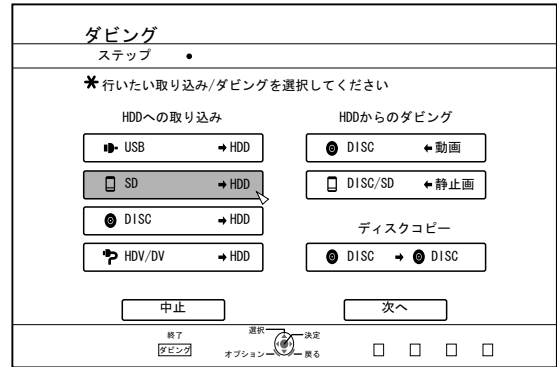 ダビング
ステップ
行いたい取り込み/ダビングを選択してください
HDDへの取り込み
USB ➡HDD
SD ➡HDD
DISC ➡HDD
HDV/DV ➡HDD
HDDからのダビング
DISC ⬅動画
DISC/SD ⬅静止画
ディスクコピー
DISC ➡ DISC
中止
次へ
終了
ダビング
選択
決定
オプション
戻る